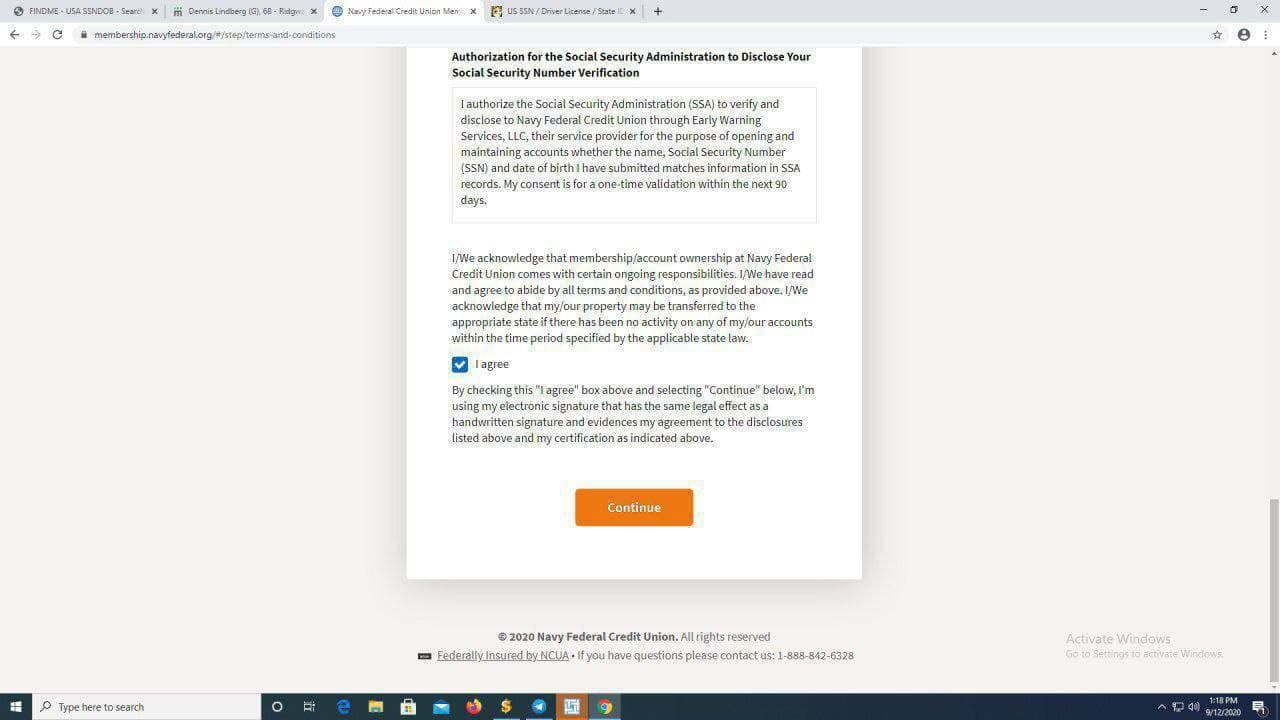 FINDME - USA SSNDOB - Search
Dennis Lindberg (G), 68 - Ridgw
Navy Federal Credit Union Mem
US SSN / Driver License / State I
membership.navyfederal.org/#/step/terms-and-conditions
Authorization for the Social Security Administration to Disclose Your
Social Security Number Verification
I authorize the Social Security Administration (SSA) to verify and
disclose to Navy Federal Credit Union through Early Warning
Services, LLC, their service provider for the purpose of opening and
maintaining accounts whether the name, Social Security Number
(SSN) and date of birth I have submitted matches information in SSA
records. My consent is for a one-time validation within the next 90
days.
I/We acknowledge that membership/account ownership at Navy Federal
Credit Union comes with certain ongoing responsibilities. I/We have read
and agree to abide by all terms and conditions, as provided above. I/We
acknowledge that my/our property may be transferred to the
appropriate state if there has been no activity on any of my/our accounts
within the time period specified by the applicable state law.
I agree
By checking this "I agree" box above and selecting "Continue" below, I'm
using my electronic signature that has the same legal effect as a
handwritten signature and evidences my agreement to the disclosures
listed above and my certification as indicated above.
Continue
© 2020 Navy Federal Credit Union. All rights reserved
Federally Insured by NCUA • If you have questions please contact us: 1-888-842-6328
Activate Windows
Go to Settings to activate Windows.
Type here to search
1:18 PM
9/12/2020